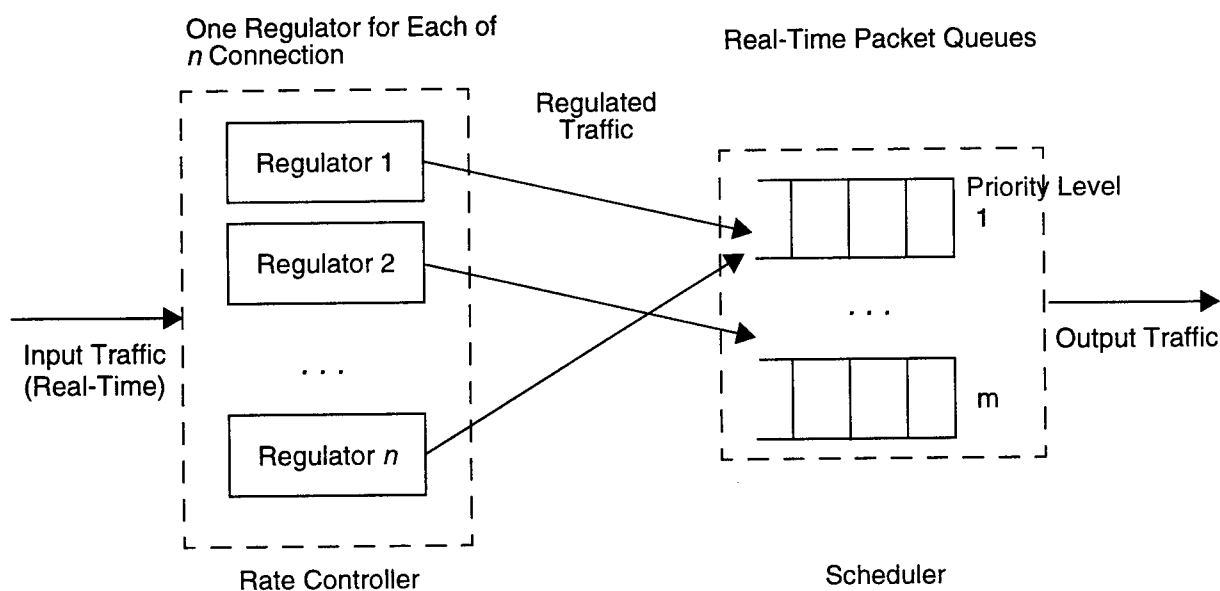 One Regulator for Each of
n Connection
Real-Time Packet Queues
Regulated
Traffic
Regulator 1
Priority Level
1
Regulator 2
. . .
Input Traffic
(Real-Time)
Output Traffic
. . .
m
Regulator n
Rate Controller
Scheduler